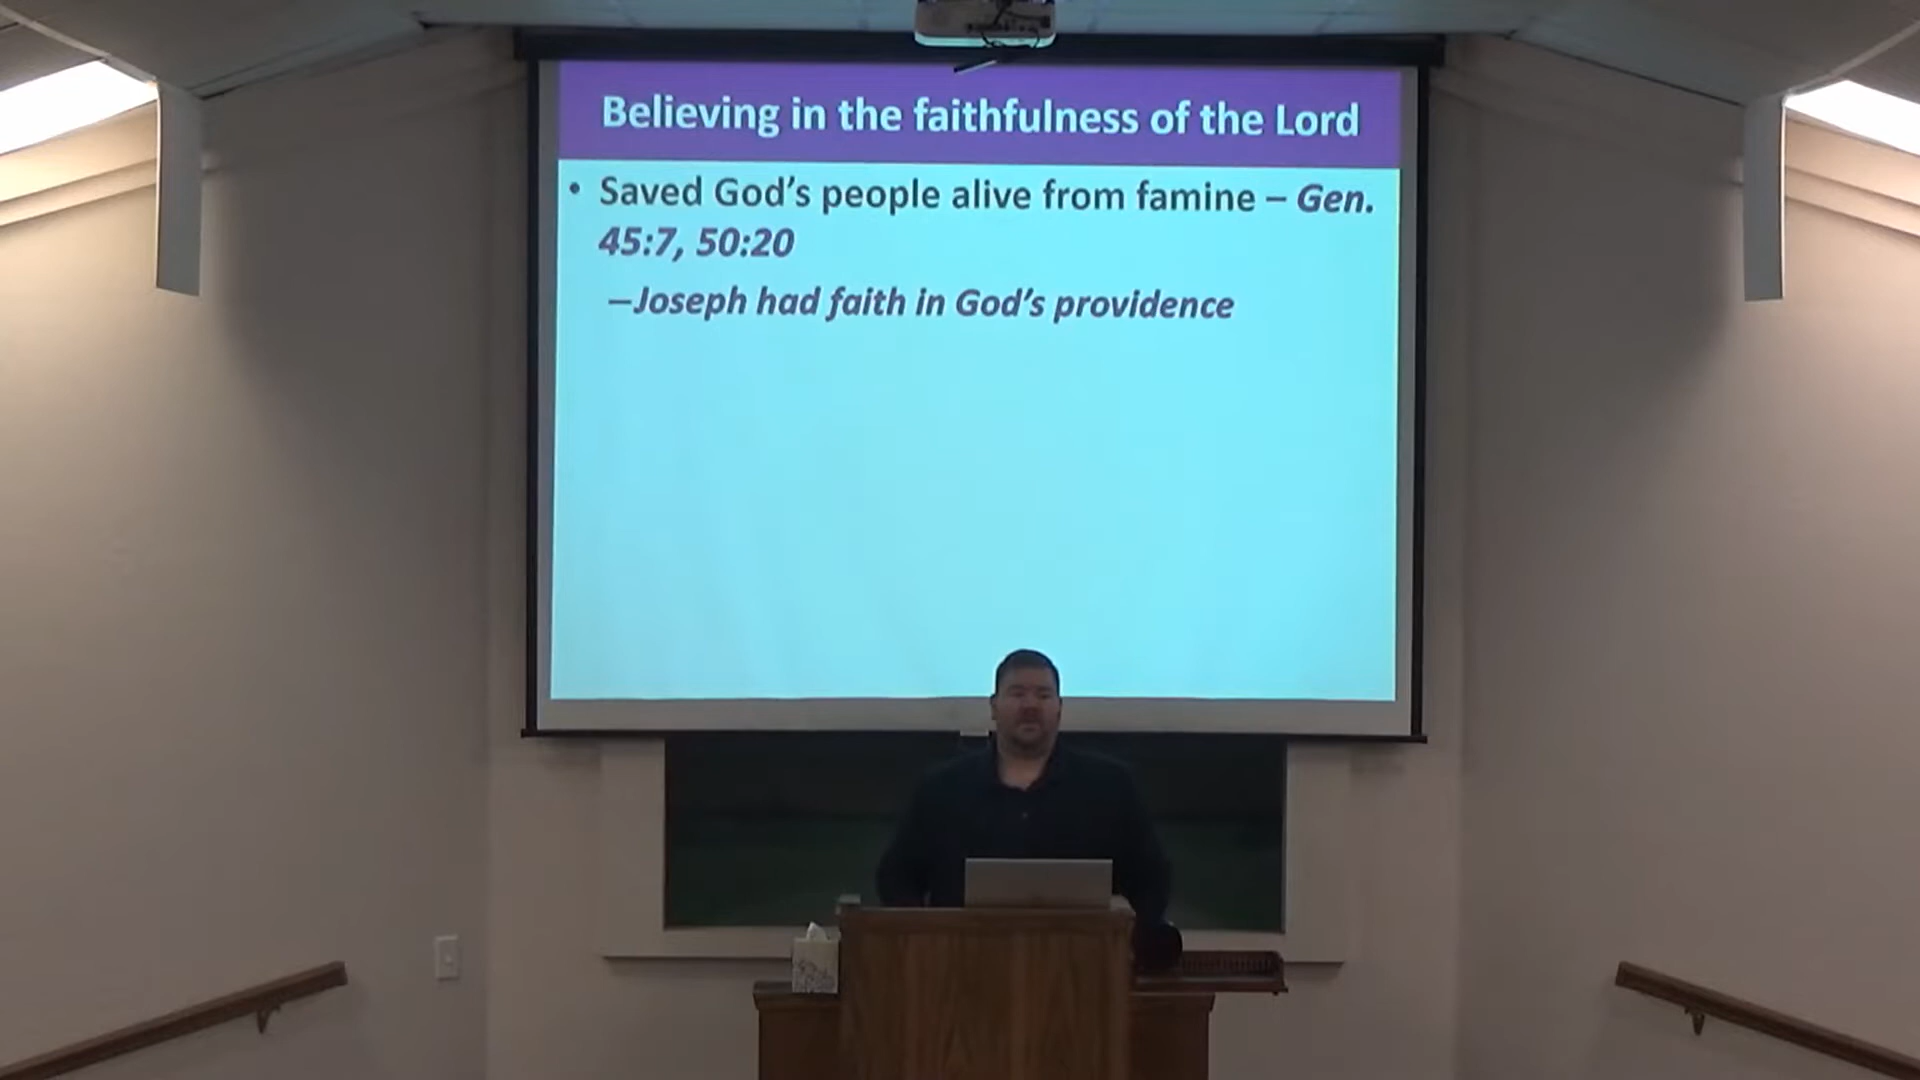 Believing in the faithfulness of the Lord
• Saved God's people alive from famine – Gen.
45:7, 50:20
–Joseph had faith in God's providence